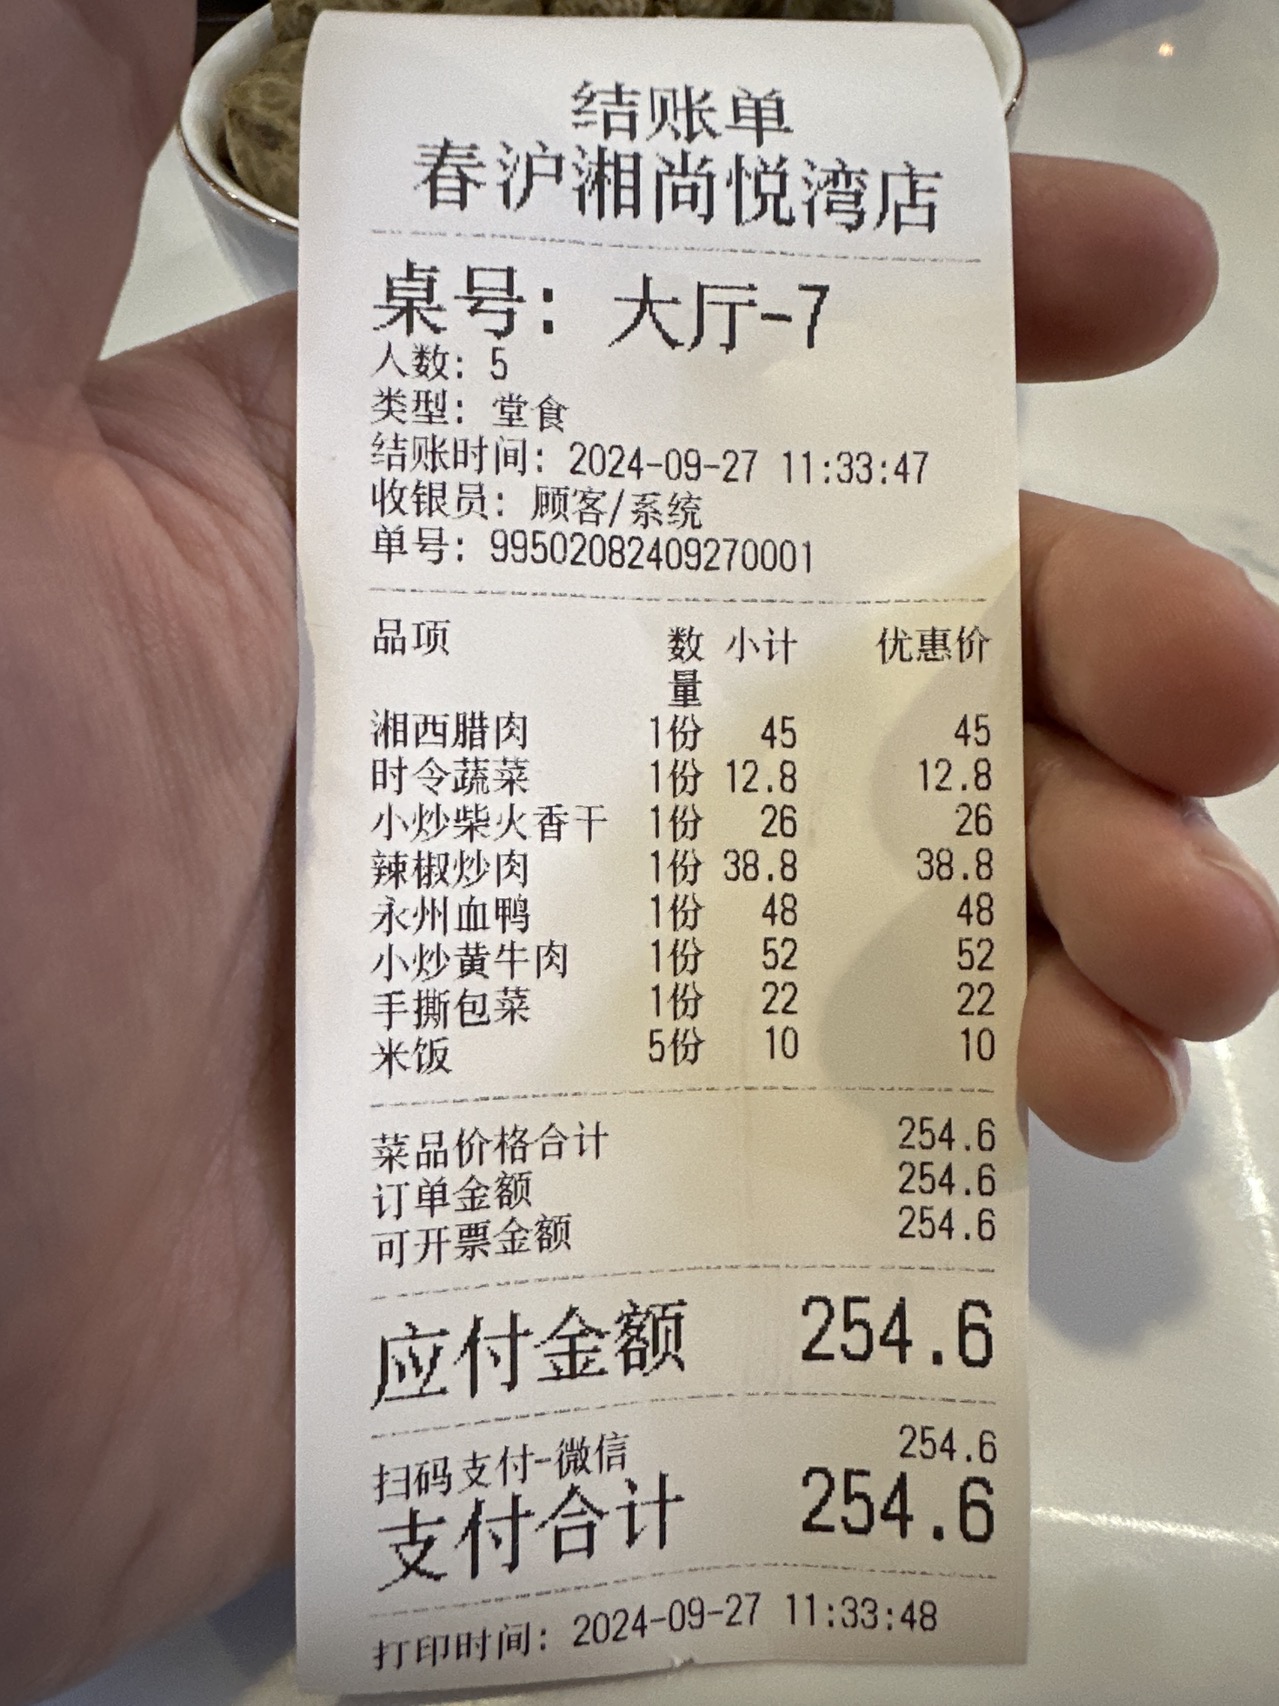 结账单
春沪湘尚悦湾店
桌号: 大厅-7
人数: 5
类型: 堂食
结账时间: 2024-09-27 11:33:47
收银员: 顾客/系统
单号: 99502082409270001
品项 数量 小计 优惠价
湘西腊肉 1份 45 45
时令蔬菜 1份 12.8 12.8
小炒柴火香干 1份 26 26
辣椒炒肉 1份 38.8 38.8
永州血鸭 1份 48 48
小炒黄牛肉 1份 52 52
手撕包菜 1份 22 22
米饭 5份 10 10
菜品价格合计 254.6
订单金额 254.6
可开票金额 254.6
应付金额 254.6
扫码支付-微信 254.6
支付合计 254.6
打印时间: 2024-09-27 11:33:48